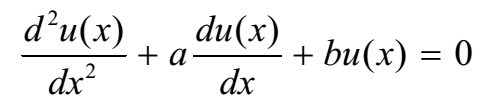 d²u(x)/dx² + a du(x)/dx + bu(x) = 0